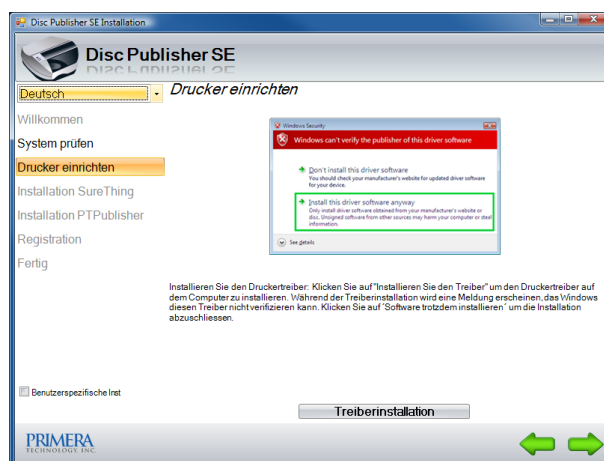 Disc Publisher SE Installation
Disc Publisher SE
Deutsch
Drucker einrichten
Willkommen
System prüfen
Drucker einrichten
Installation SureThing
Installation PTPublisher
Registration
Fertig
Windows Security
Windows can't verify the publisher of this driver software
Don't install this driver software
You should check your manufacturer's website for updated driver software
for your device.
Install this driver software anyway
Only install driver software obtained from your manufacturer's website or
disc. Unsigned software from other sources may harm your computer or steal
information.
See details
Installieren Sie den Druckertreiber: Klicken Sie auf "Installieren Sie den Treiber" um den Druckertreiber auf
dem Computer zu installieren. Während der Treiberinstallation wird eine Meldung erscheinen, das Windows
diesen Treiber nicht verifizieren kann. Klicken Sie auf ´Software trotzdem installieren´ um die Installation
abzuschliessen.
Benutzerspezifische Inst
Treiberinstallation
PRIMERA
TECHNOLOGY, INC.